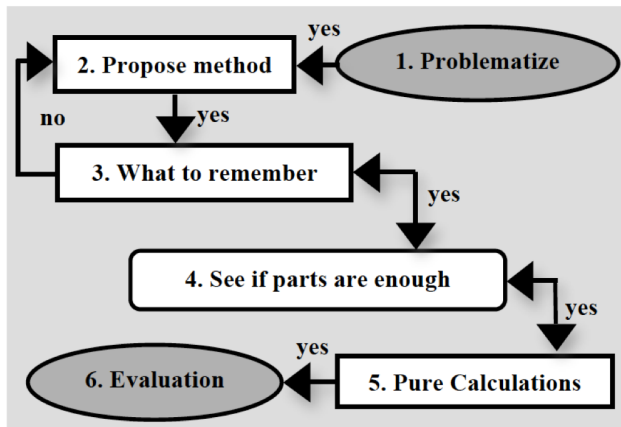 yes
1. Problematize
2. Propose method
yes
no
3. What to remember
yes
4. See if parts are enough
yes
yes
5. Pure Calculations
6. Evaluation